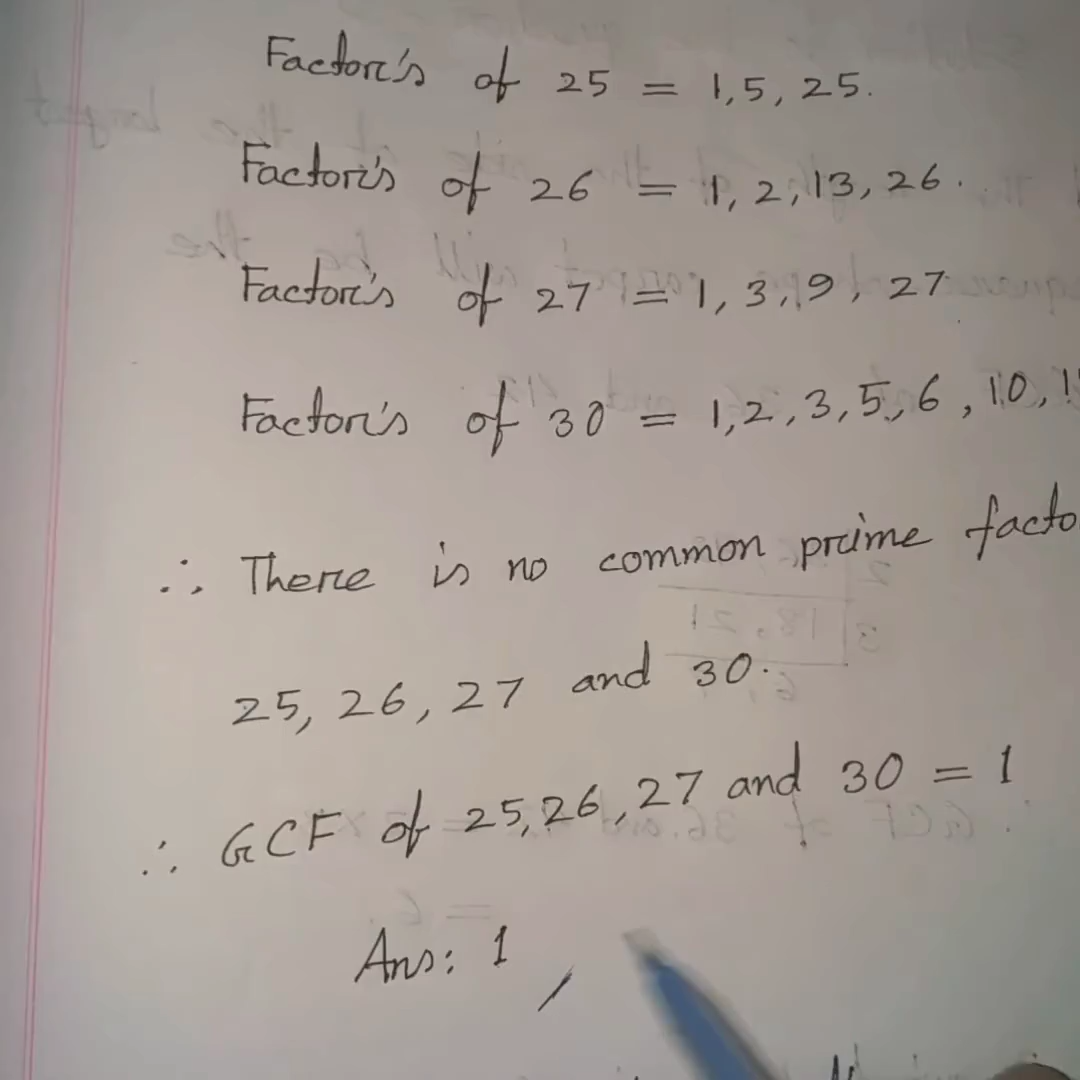 Factor's of 25 = 1, 5, 25.
Factor's of 26 = 1, 2, 13, 26.
Factor's of 27 = 1, 3, 9, 27
Factor's of 30 = 1, 2, 3, 5, 6, 10, 1
∴ There is no common prime facto
25, 26, 27 and 30.
∴ GCF of 25, 26, 27 and 30 = 1
Ans: 1